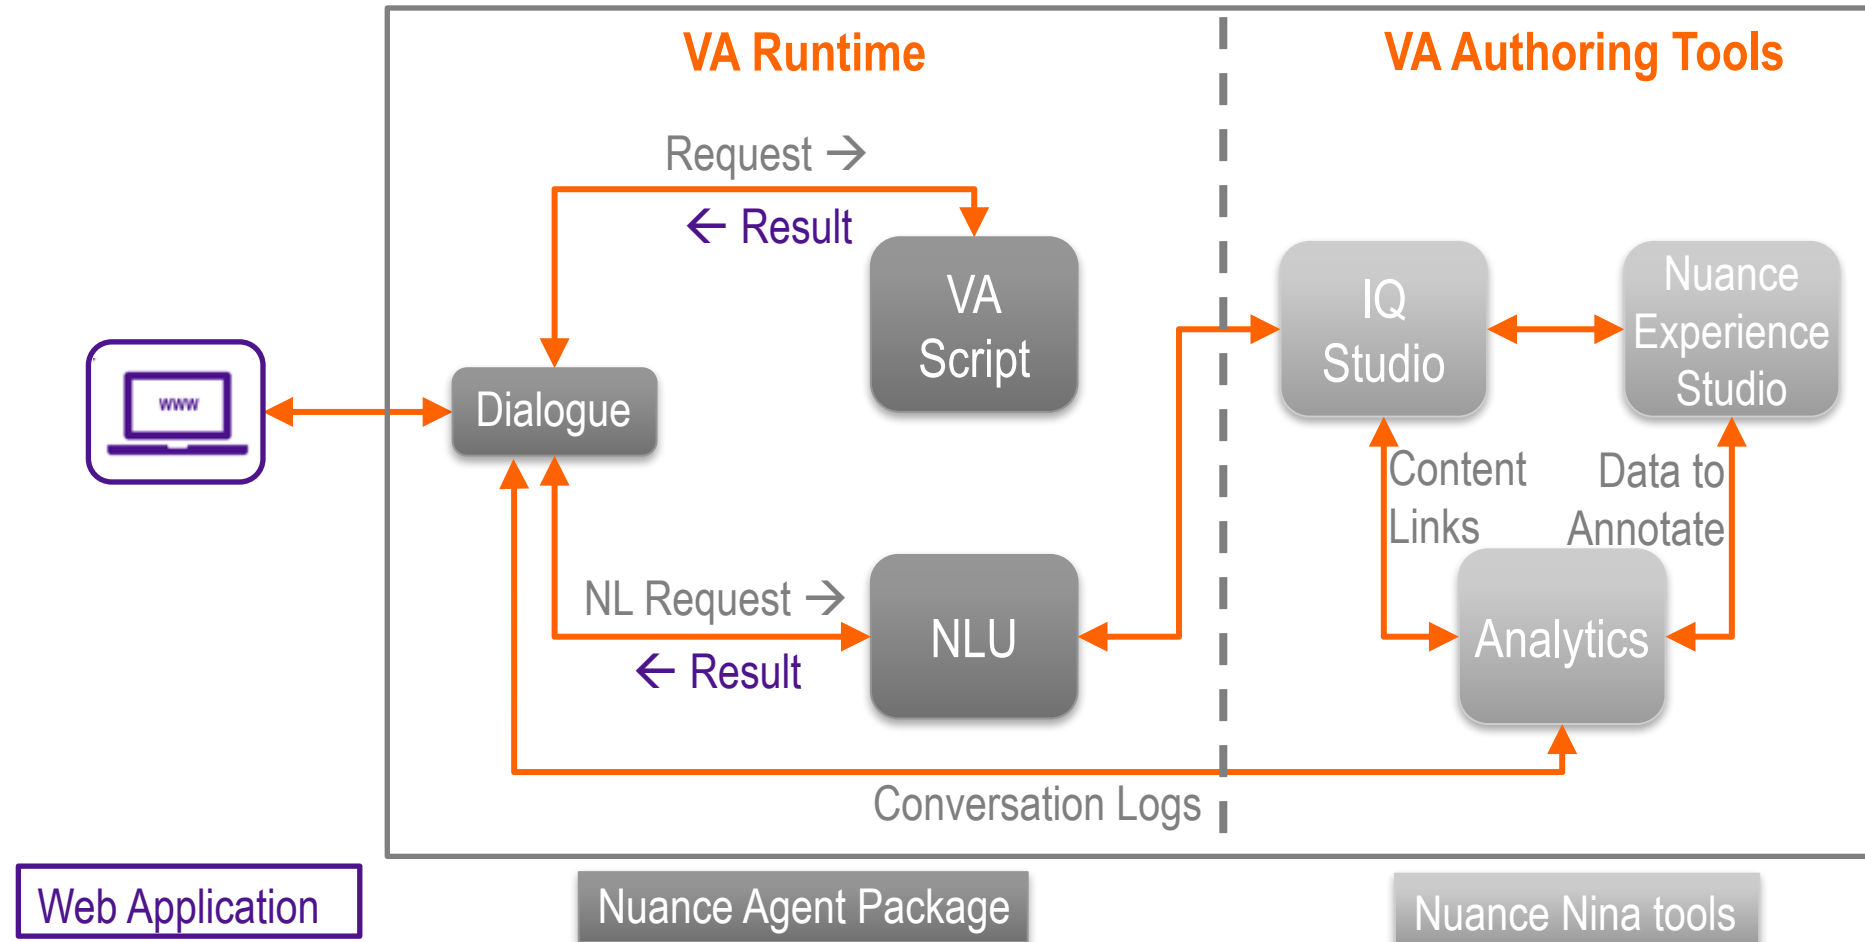 VA Runtime
VA Authoring Tools
Request →
← Result
VA
Script
IQ
Studio
Nuance
Experience
Studio
www
Dialogue
Content
Links
Data to
Annotate
NL Request →
← Result
NLU
Analytics
Conversation Logs
Web Application
Nuance Agent Package
Nuance Nina tools